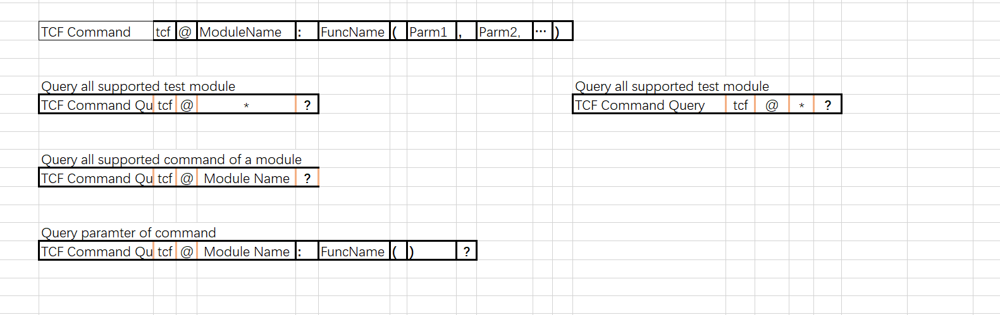 TCF Command tcf @ ModuleName : FuncName ( Parm1 , Parm2, ... )
Query all supported test module
TCF Command Qu tcf @ * ?
Query all supported test module
TCF Command Query tcf @ * ?
Query all supported command of a module
TCF Command Qu tcf @ Module Name ?
Query paramter of command
TCF Command Qu tcf @ Module Name : FuncName ( ) ?